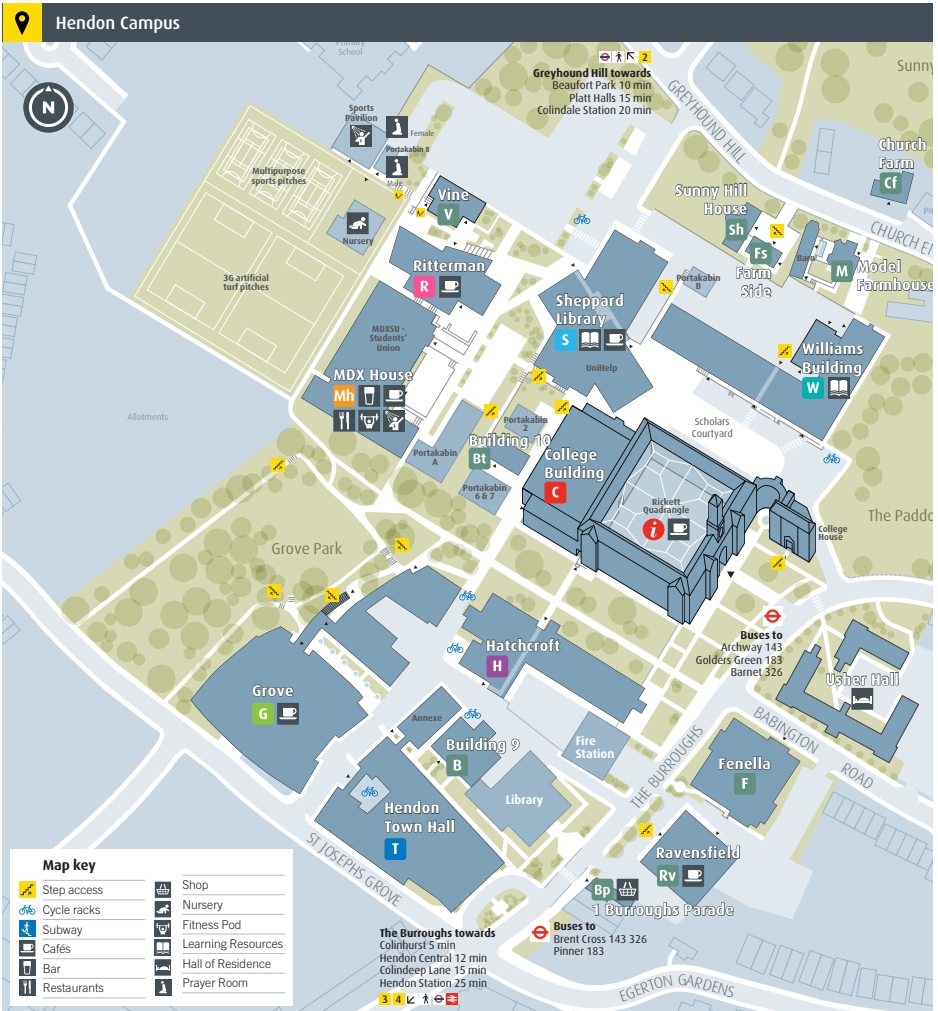 Hendon Campus
Primary
School
Sunny
2
Greyhound Hill towards
Beaufort Park 10 min
Platt Halls 15 min
Colindale Station 20 min
GREYHOUND HILL
N
Sports
Pavilion
Female
Portakabin 8
Male
Multipurpose
sports pitches
Vine
V
Nursery
Church
Farm
Cf
CHURCH EN
Sunny Hill
House
Sh
Fs
Farm
Side
Barn
M
Model
Farmhouse
Ritterman
R
3G artificial
turf pitches
Portakabin
B
Sheppard
Library
S
UniHelp
MDXSU -
Students'
Union
MDX House
Mh
Williams
Building
W
Allotments
Portakabin
2
Scholars
Courtyard
Building 10
Bt
Portakabin
A
Portakabin
6 & 7
College
Building
C
Rickett
Quadrangle
i
College
House
The Paddo
Grove Park
Buses to
Archway 143
Golders Green 183
Barnet 326
Hatchcroft
H
Usher Hall
Grove
G
Annexe
Building 9
B
Fire
Station
THE BURROUGHS
BABINGTON
ROAD
Fenella
F
Library
Hendon
Town Hall
T
ST JOSEPHS GROVE
Ravensfield
Rv
Bp
1 Burroughs Parade
Map key
Step access
Cycle racks
Subway
Cafés
Bar
Restaurants
Shop
Nursery
Fitness Pod
Learning Resources
Hall of Residence
Prayer Room
The Burroughs towards
Colinhurst 5 min
Hendon Central 12 min
Colindeep Lane 15 min
Hendon Station 25 min
3 4
Buses to
Brent Cross 143 326
Pinner 183
EGERTON GARDENS